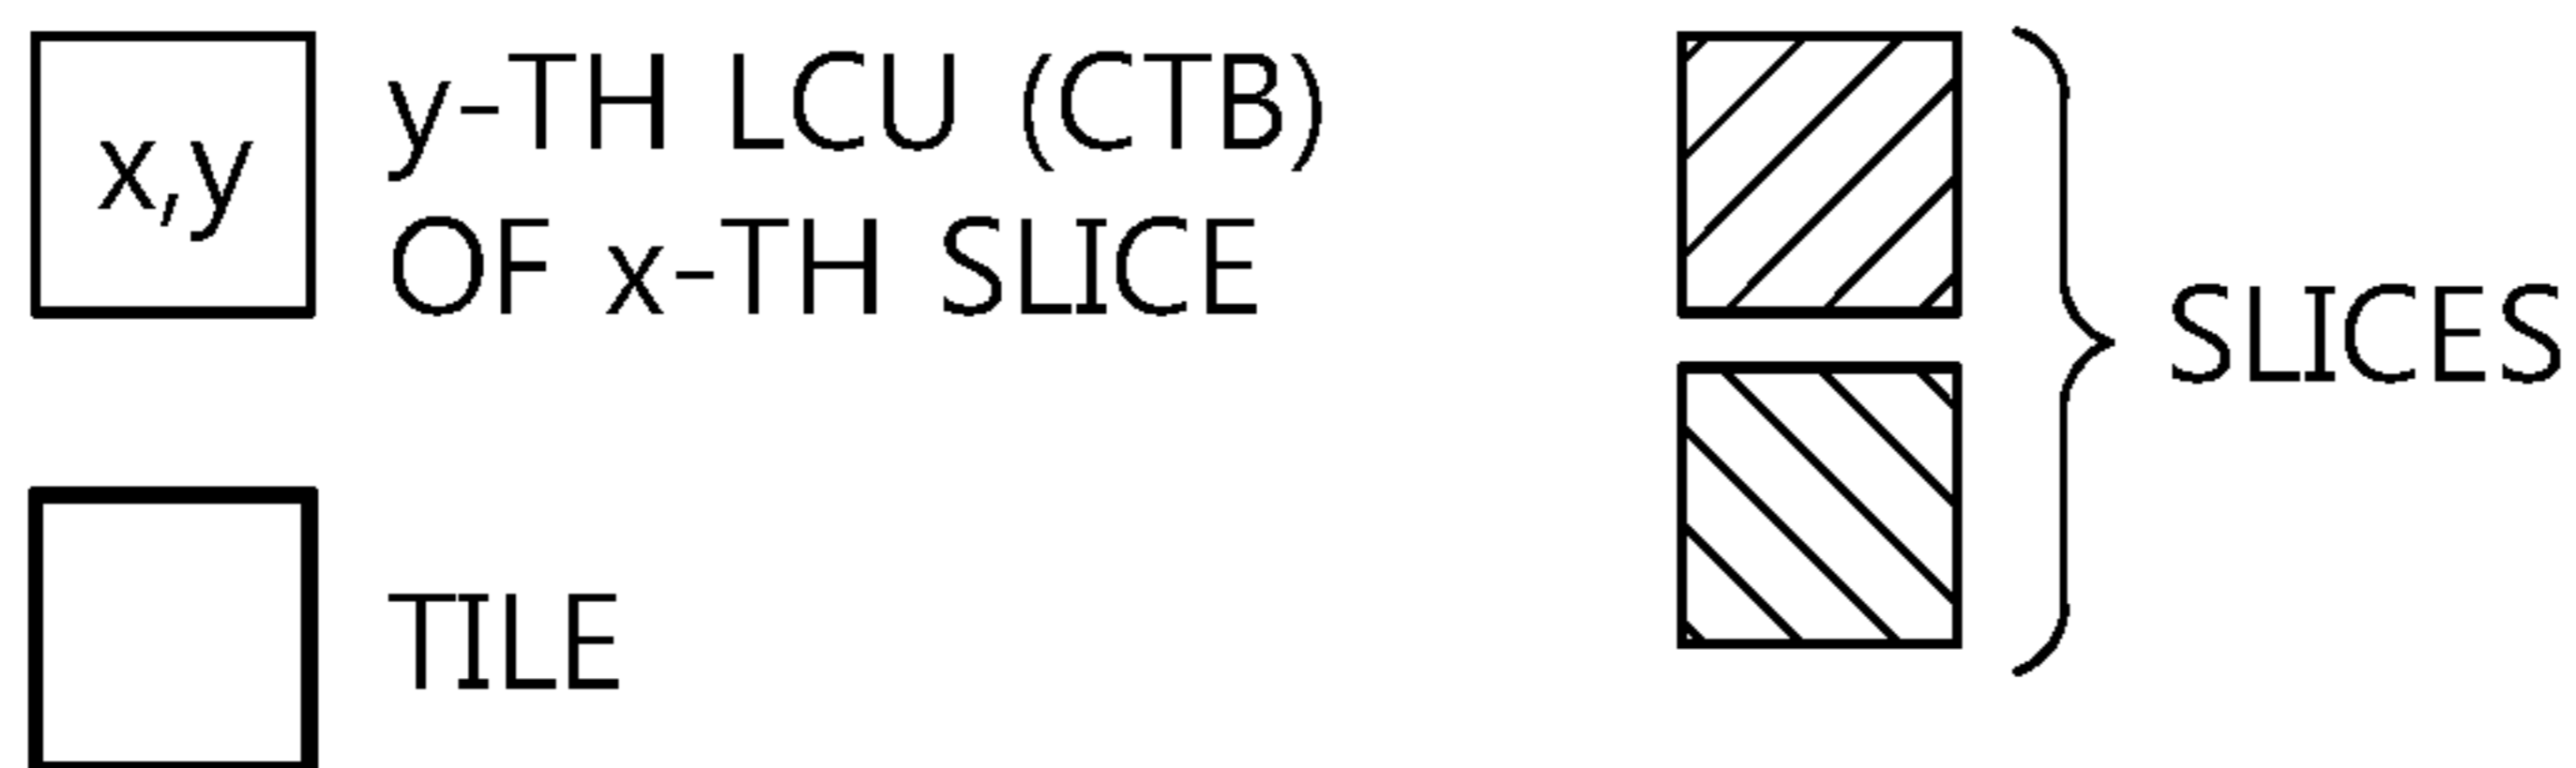 x,y
y-TH LCU (CTB)
OF x-TH SLICE
TILE
SLICES